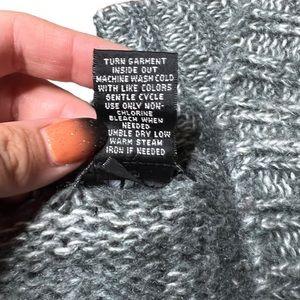 TURN GARMENT
INSIDE OUT
MACHINE WASH COLD
WITH LIKE COLORS
GENTLE CYCLE
USE ONLY NON-
CHLORINE
BLEACH WHEN
NEEDED
UMBLE DRY LOW
WARM STEAM
IRON IF NEEDED